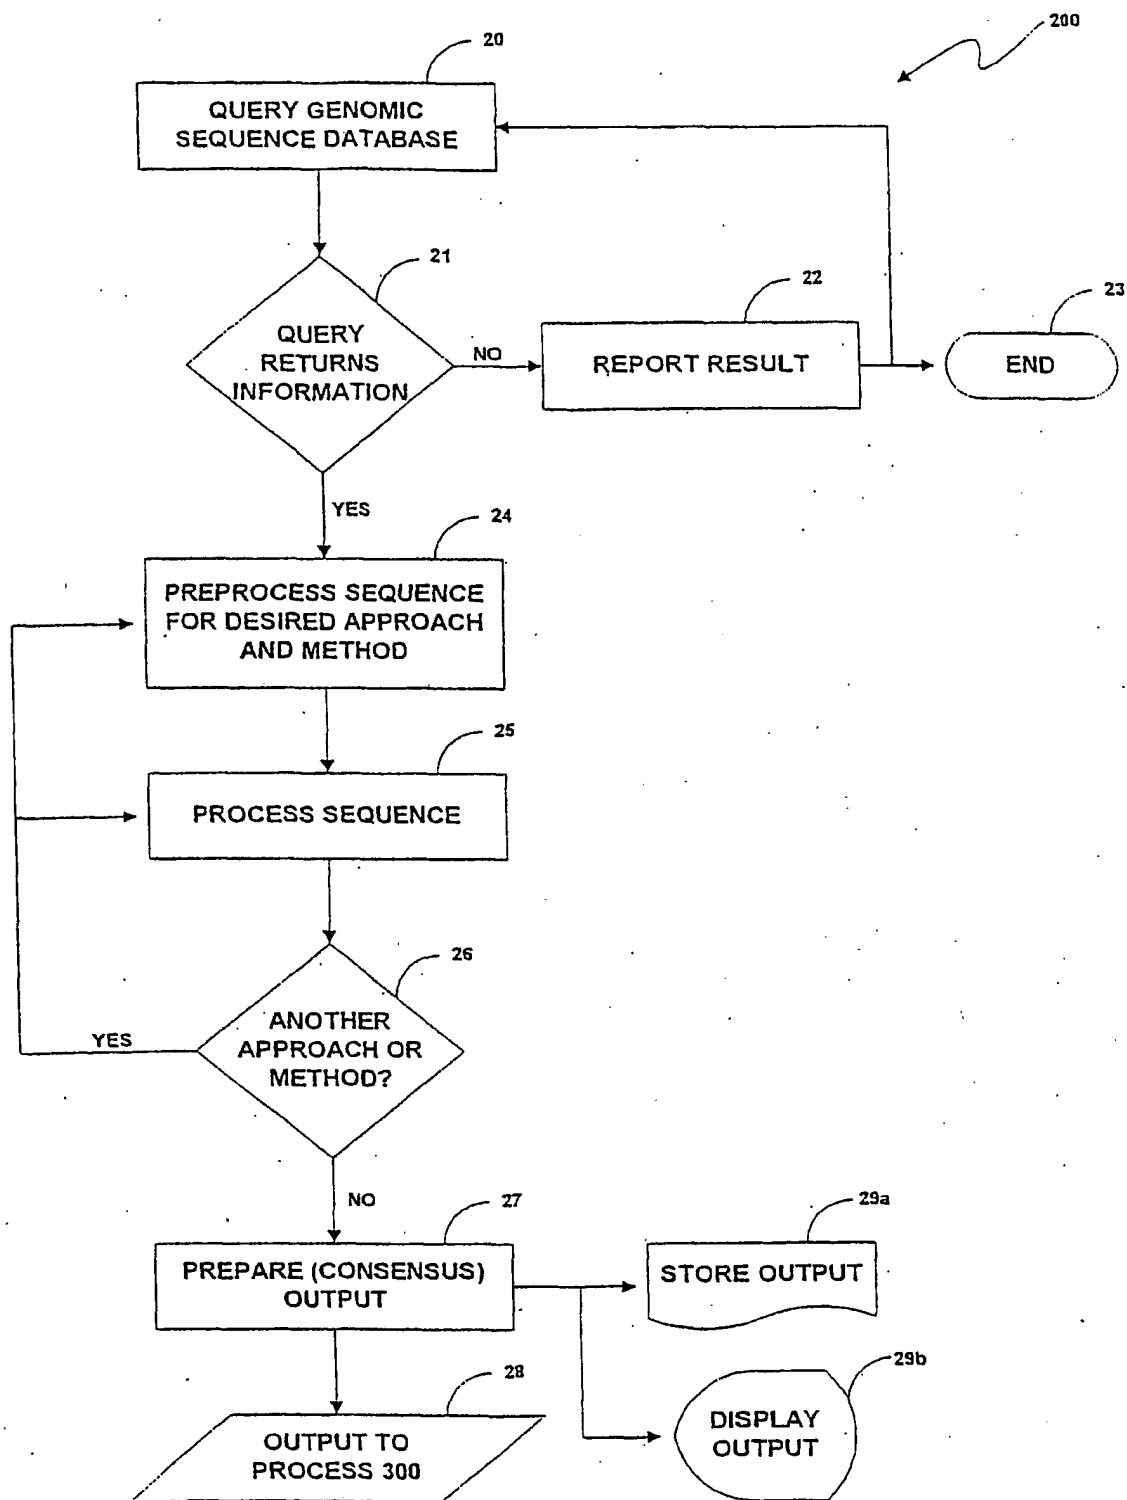 200
20
QUERY GENOMIC
SEQUENCE DATABASE
21
QUERY
RETURNS
INFORMATION
NO
22
REPORT RESULT
23
END
YES
24
PREPROCESS SEQUENCE
FOR DESIRED APPROACH
AND METHOD
25
PROCESS SEQUENCE
26
ANOTHER
APPROACH OR
METHOD?
YES
NO
27
PREPARE (CONSENSUS)
OUTPUT
29a
STORE OUTPUT
28
OUTPUT TO
PROCESS 300
29b
DISPLAY
OUTPUT